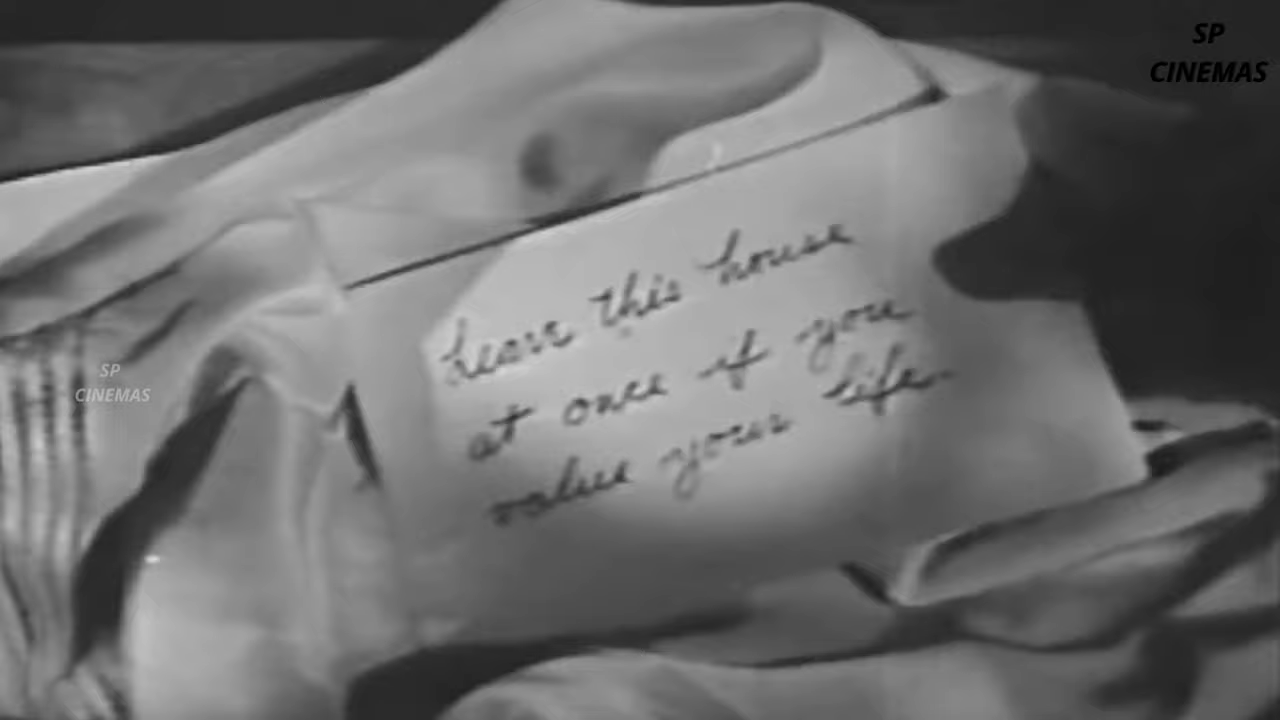 SP
CINEMAS
Leave this house
at once if you
value your life.
SP
CINEMAS